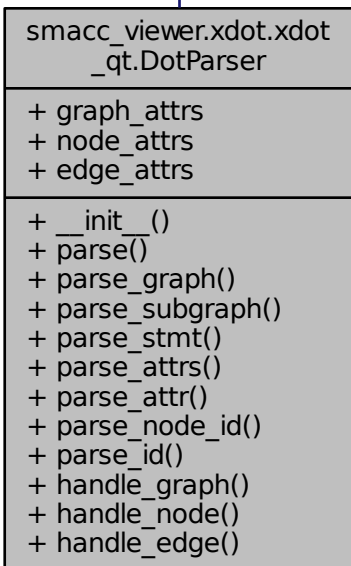 smacc_viewer.xdot.xdot
_qt.DotParser
+ graph_attrs
+ node_attrs
+ edge_attrs
+ __init__()
+ parse()
+ parse_graph()
+ parse_subgraph()
+ parse_stmt()
+ parse_attrs()
+ parse_attr()
+ parse_node_id()
+ parse_id()
+ handle_graph()
+ handle_node()
+ handle_edge()